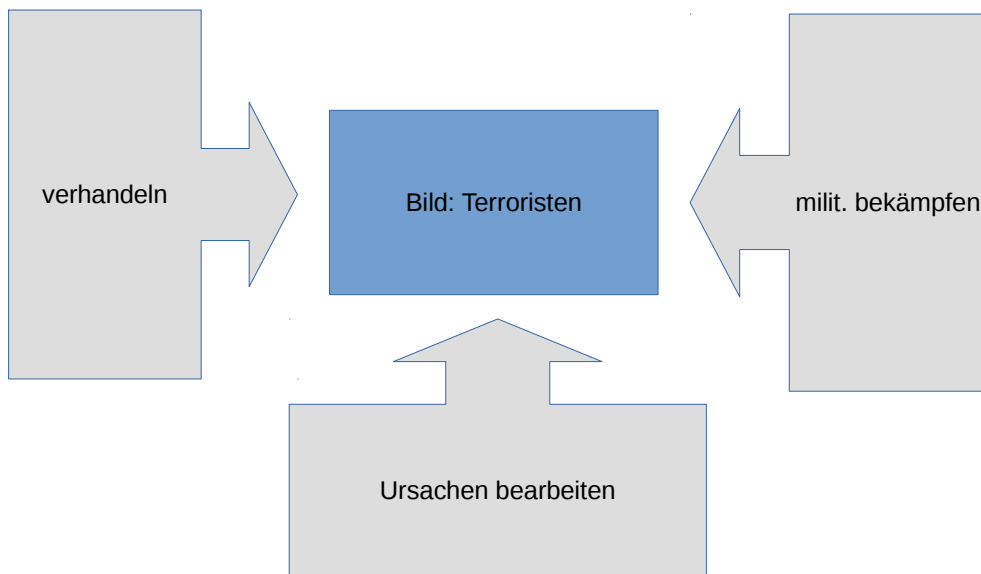 verhandeln
Bild: Terroristen
milit. bekämpfen
Ursachen bearbeiten